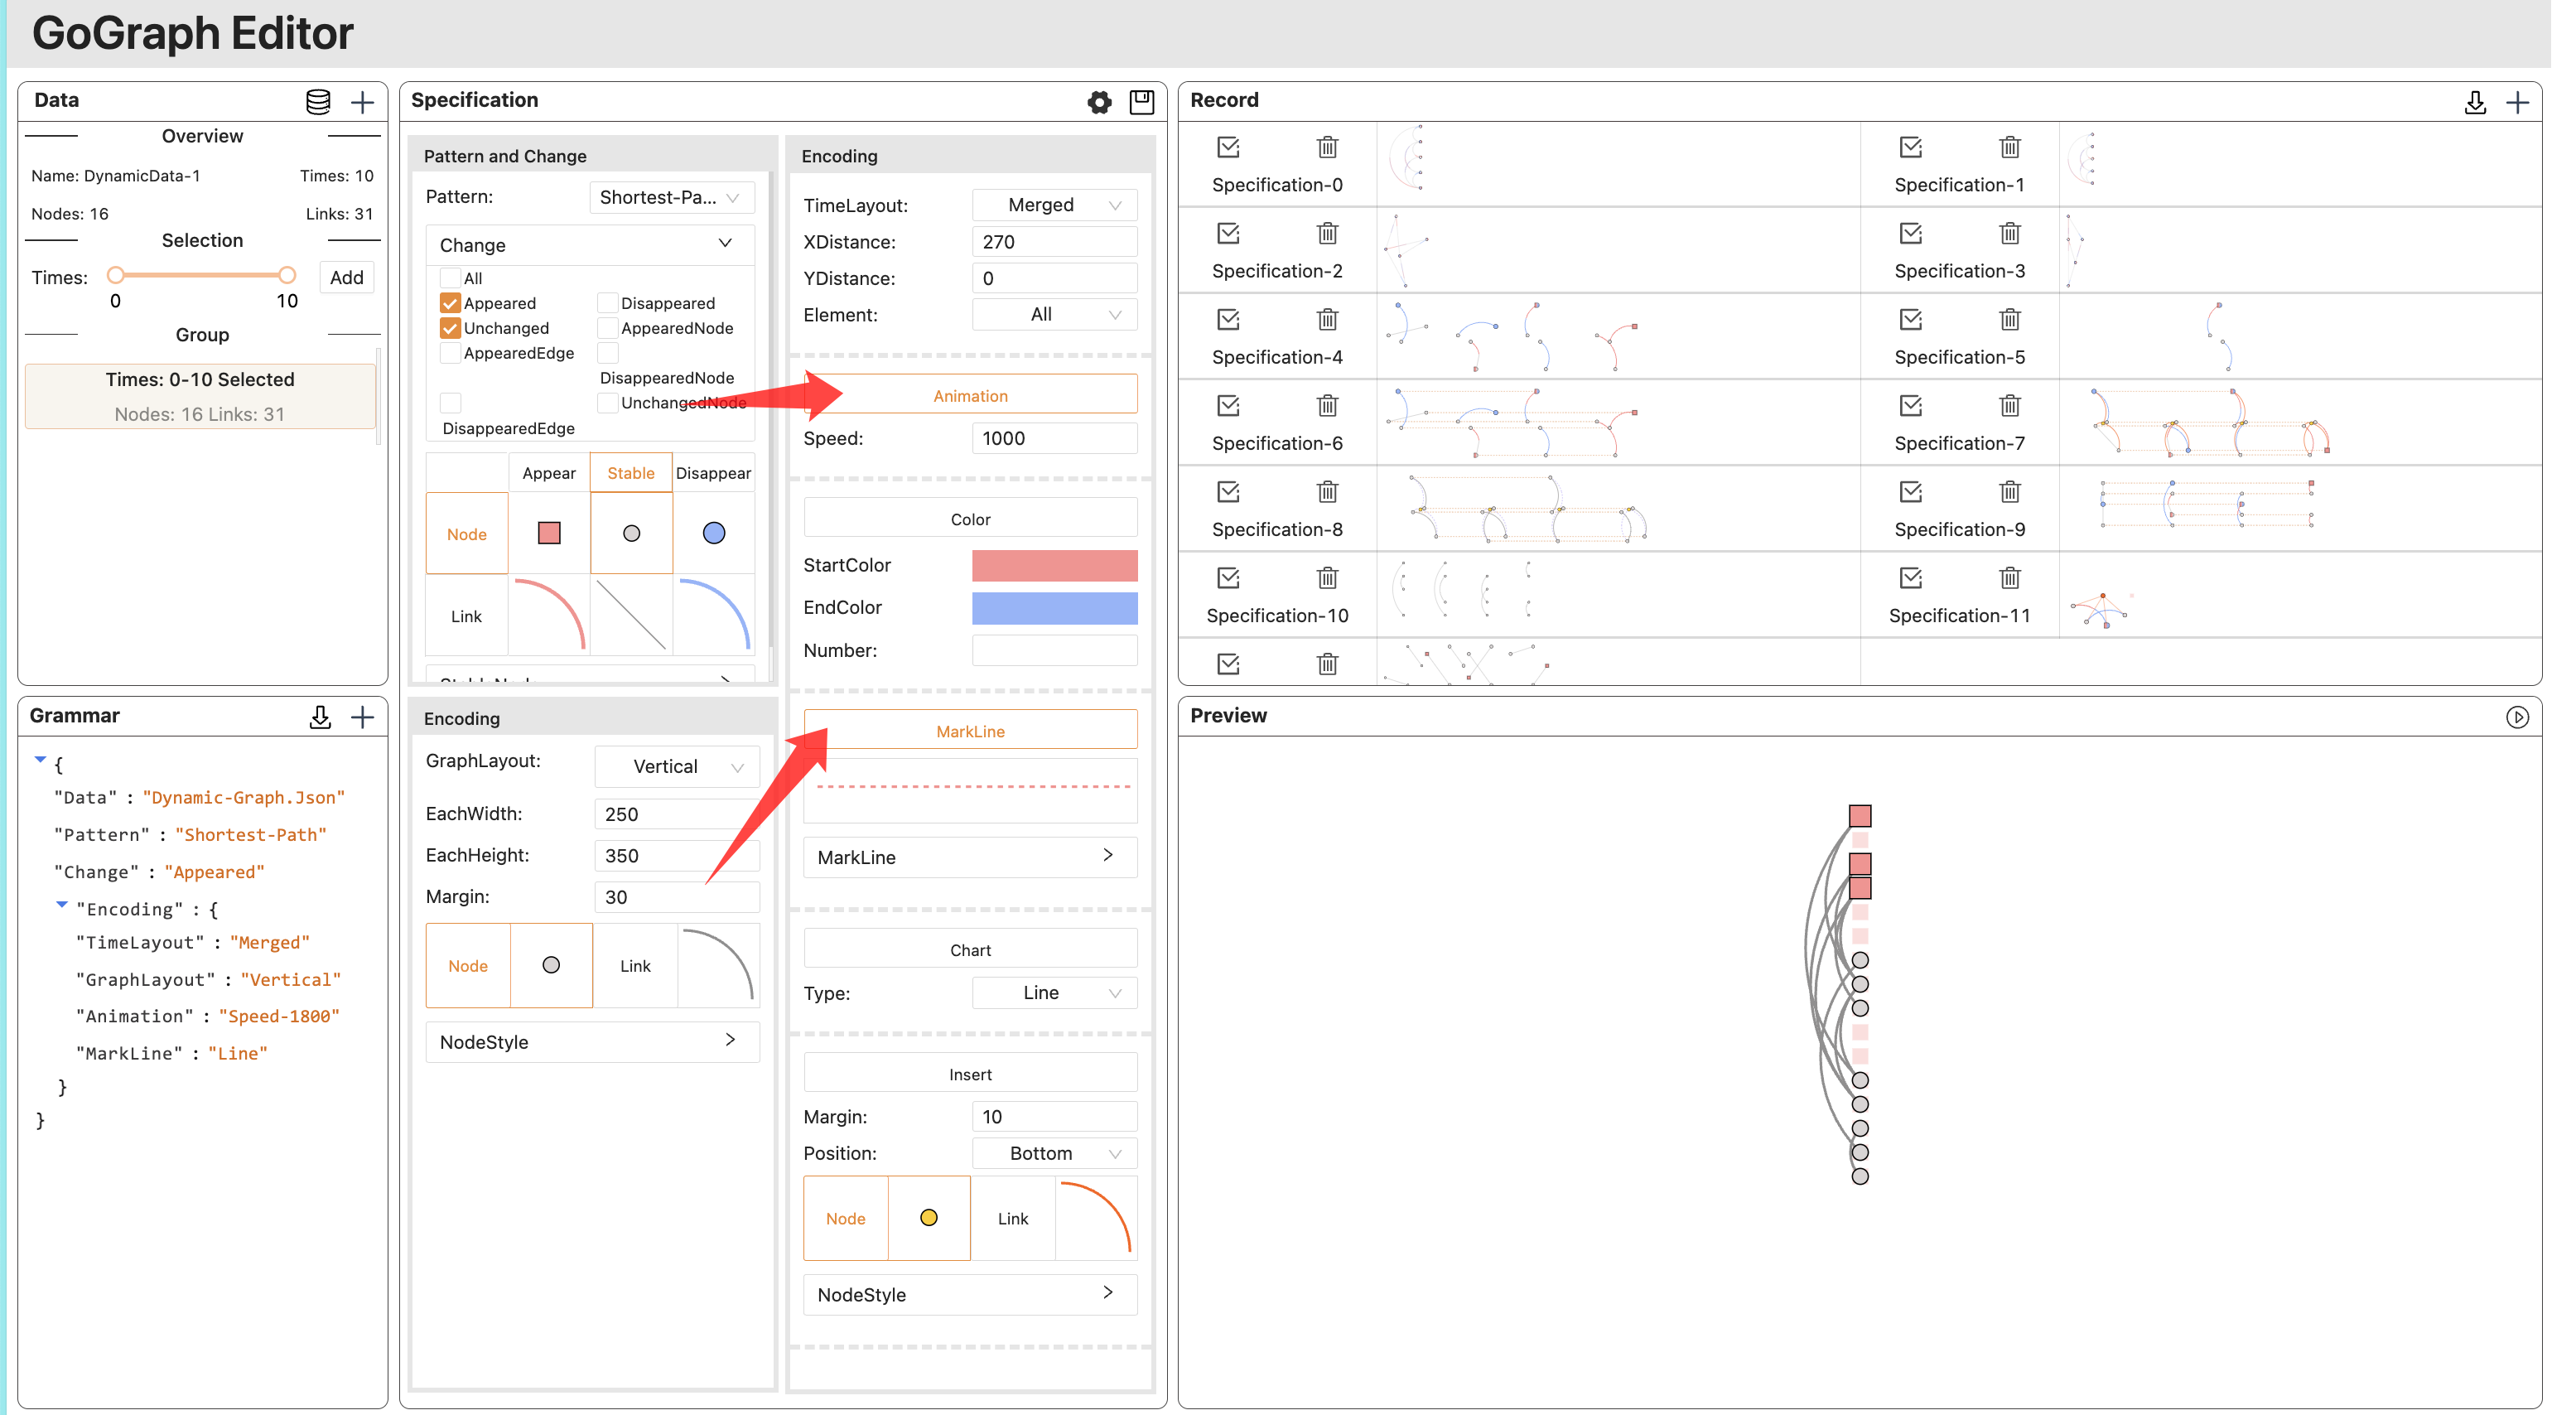 GoGraph Editor
Data
Overview
Name: DynamicData-1 Times: 10
Nodes: 16 Links: 31
Selection
Times: 0 10 Add
Group
Times: 0-10 Selected
Nodes: 16 Links: 31
Grammar
{
"Data" : "Dynamic-Graph.Json"
"Pattern" : "Shortest-Path"
"Change" : "Appeared"
"Encoding" : {
"TimeLayout" : "Merged"
"GraphLayout" : "Vertical"
"Animation" : "Speed-1800"
"MarkLine" : "Line"
}
}
Specification
Pattern and Change
Pattern: Shortest-Pa...
Change
All
Appeared Disappeared
Unchanged AppearedNode
AppearedEdge
DisappearedNode
UnchangedNode
DisappearedEdge
Appear Stable Disappear
Node
Link
Encoding
GraphLayout: Vertical
EachWidth: 250
EachHeight: 350
Margin: 30
Node Link
NodeStyle
Encoding
TimeLayout: Merged
XDistance: 270
YDistance: 0
Element: All
Animation
Speed: 1000
Color
StartColor
EndColor
Number:
MarkLine
MarkLine
Chart
Type: Line
Insert
Margin: 10
Position: Bottom
Node Link
NodeStyle
Record
Specification-0 Specification-1
Specification-2 Specification-3
Specification-4 Specification-5
Specification-6 Specification-7
Specification-8 Specification-9
Specification-10 Specification-11
Preview